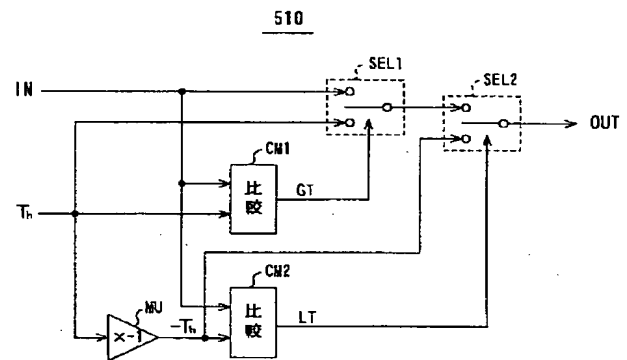 510
SEL1
SEL2
IN
OUT
CM1
比較
GT
Th
CM2
MU
×-1
-Th
比較
LT